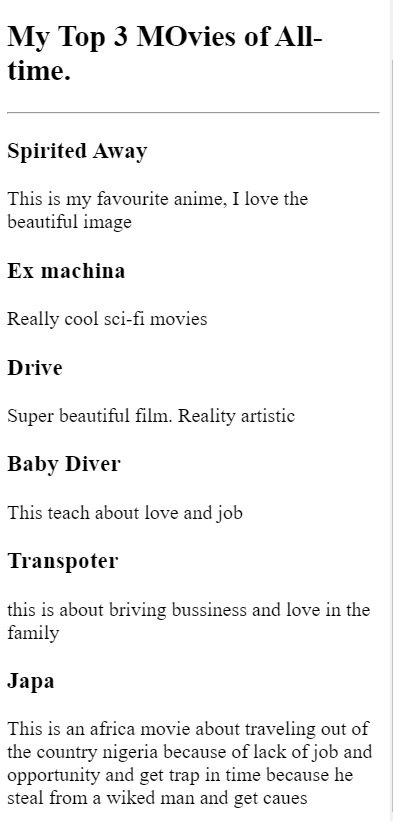 My Top 3 MOvies of All-
time.
Spirited Away
This is my favourite anime, I love the
beautiful image
Ex machina
Really cool sci-fi movies
Drive
Super beautiful film. Reality artistic
Baby Diver
This teach about love and job
Transpoter
this is about briving bussiness and love in the
family
Japa
This is an africa movie about traveling out of
the country nigeria because of lack of job and
opportunity and get trap in time because he
steal from a wiked man and get caues